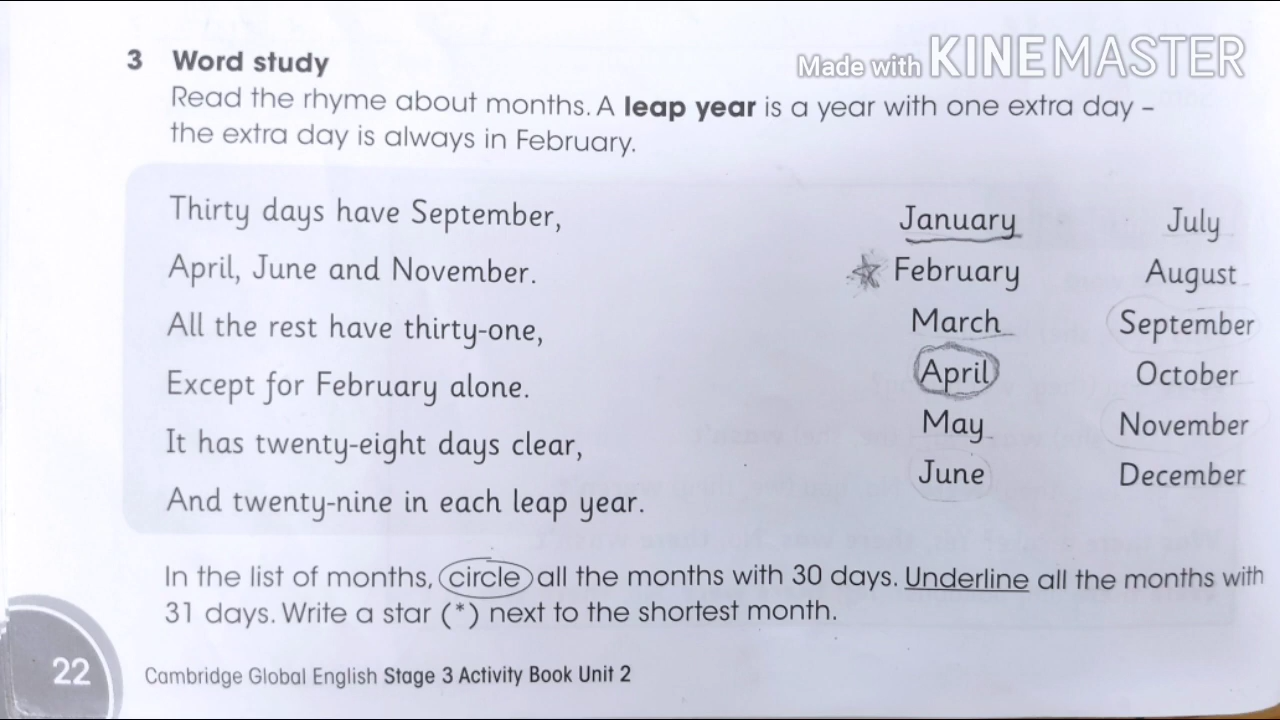 Made with KINEMASTER
3 Word study
Read the rhyme about months. A leap year is a year with one extra day –
the extra day is always in February.
Thirty days have September,
April, June and November.
All the rest have thirty-one,
Except for February alone.
It has twenty-eight days clear,
And twenty-nine in each leap year.
January July
February August
March September
April October
May November
June December
In the list of months, circle all the months with 30 days. Underline all the months with
31 days. Write a star (*) next to the shortest month.
22 Cambridge Global English Stage 3 Activity Book Unit 2